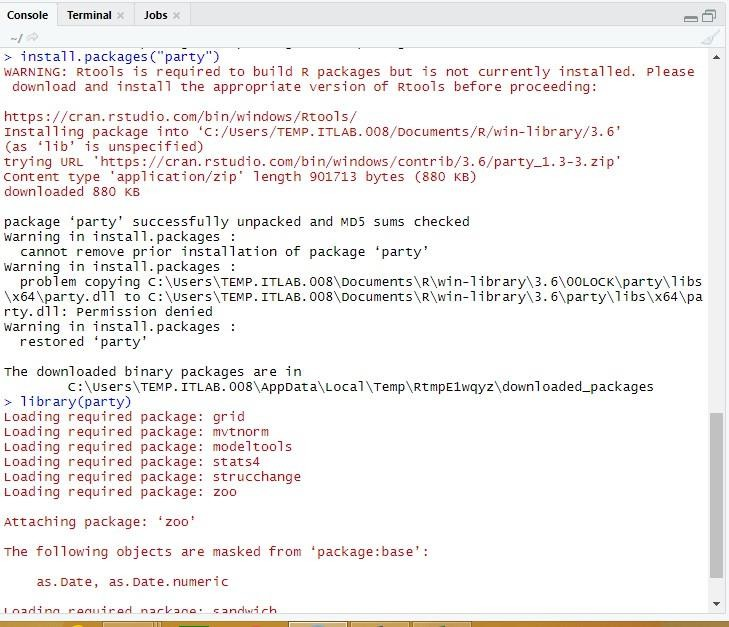 Console Terminal × Jobs ×
~/
> install.packages("party")
WARNING: Rtools is required to build R packages but is not currently installed. Please
download and install the appropriate version of Rtools before proceeding:
https://cran.rstudio.com/bin/windows/Rtools/
Installing package into ‘C:/Users/TEMP.ITLAB.008/Documents/R/win-library/3.6’
(as ‘lib’ is unspecified)
trying URL 'https://cran.rstudio.com/bin/windows/contrib/3.6/party_1.3-3.zip'
Content type 'application/zip' length 901713 bytes (880 KB)
downloaded 880 KB
package ‘party’ successfully unpacked and MD5 sums checked
Warning in install.packages :
cannot remove prior installation of package ‘party’
Warning in install.packages :
problem copying C:\Users\TEMP.ITLAB.008\Documents\R\win-library\3.6\00LOCK\party\libs
\x64\party.dll to C:\Users\TEMP.ITLAB.008\Documents\R\win-library\3.6\party\libs\x64\pa
rty.dll: Permission denied
Warning in install.packages :
restored ‘party’
The downloaded binary packages are in
C:\Users\TEMP.ITLAB.008\AppData\Local\Temp\RtmpE1wqyz\downloaded_packages
> library(party)
Loading required package: grid
Loading required package: mvtnorm
Loading required package: modeltools
Loading required package: stats4
Loading required package: strucchange
Loading required package: zoo
Attaching package: ‘zoo’
The following objects are masked from ‘package:base’:
as.Date, as.Date.numeric
Loading required package: sandwich